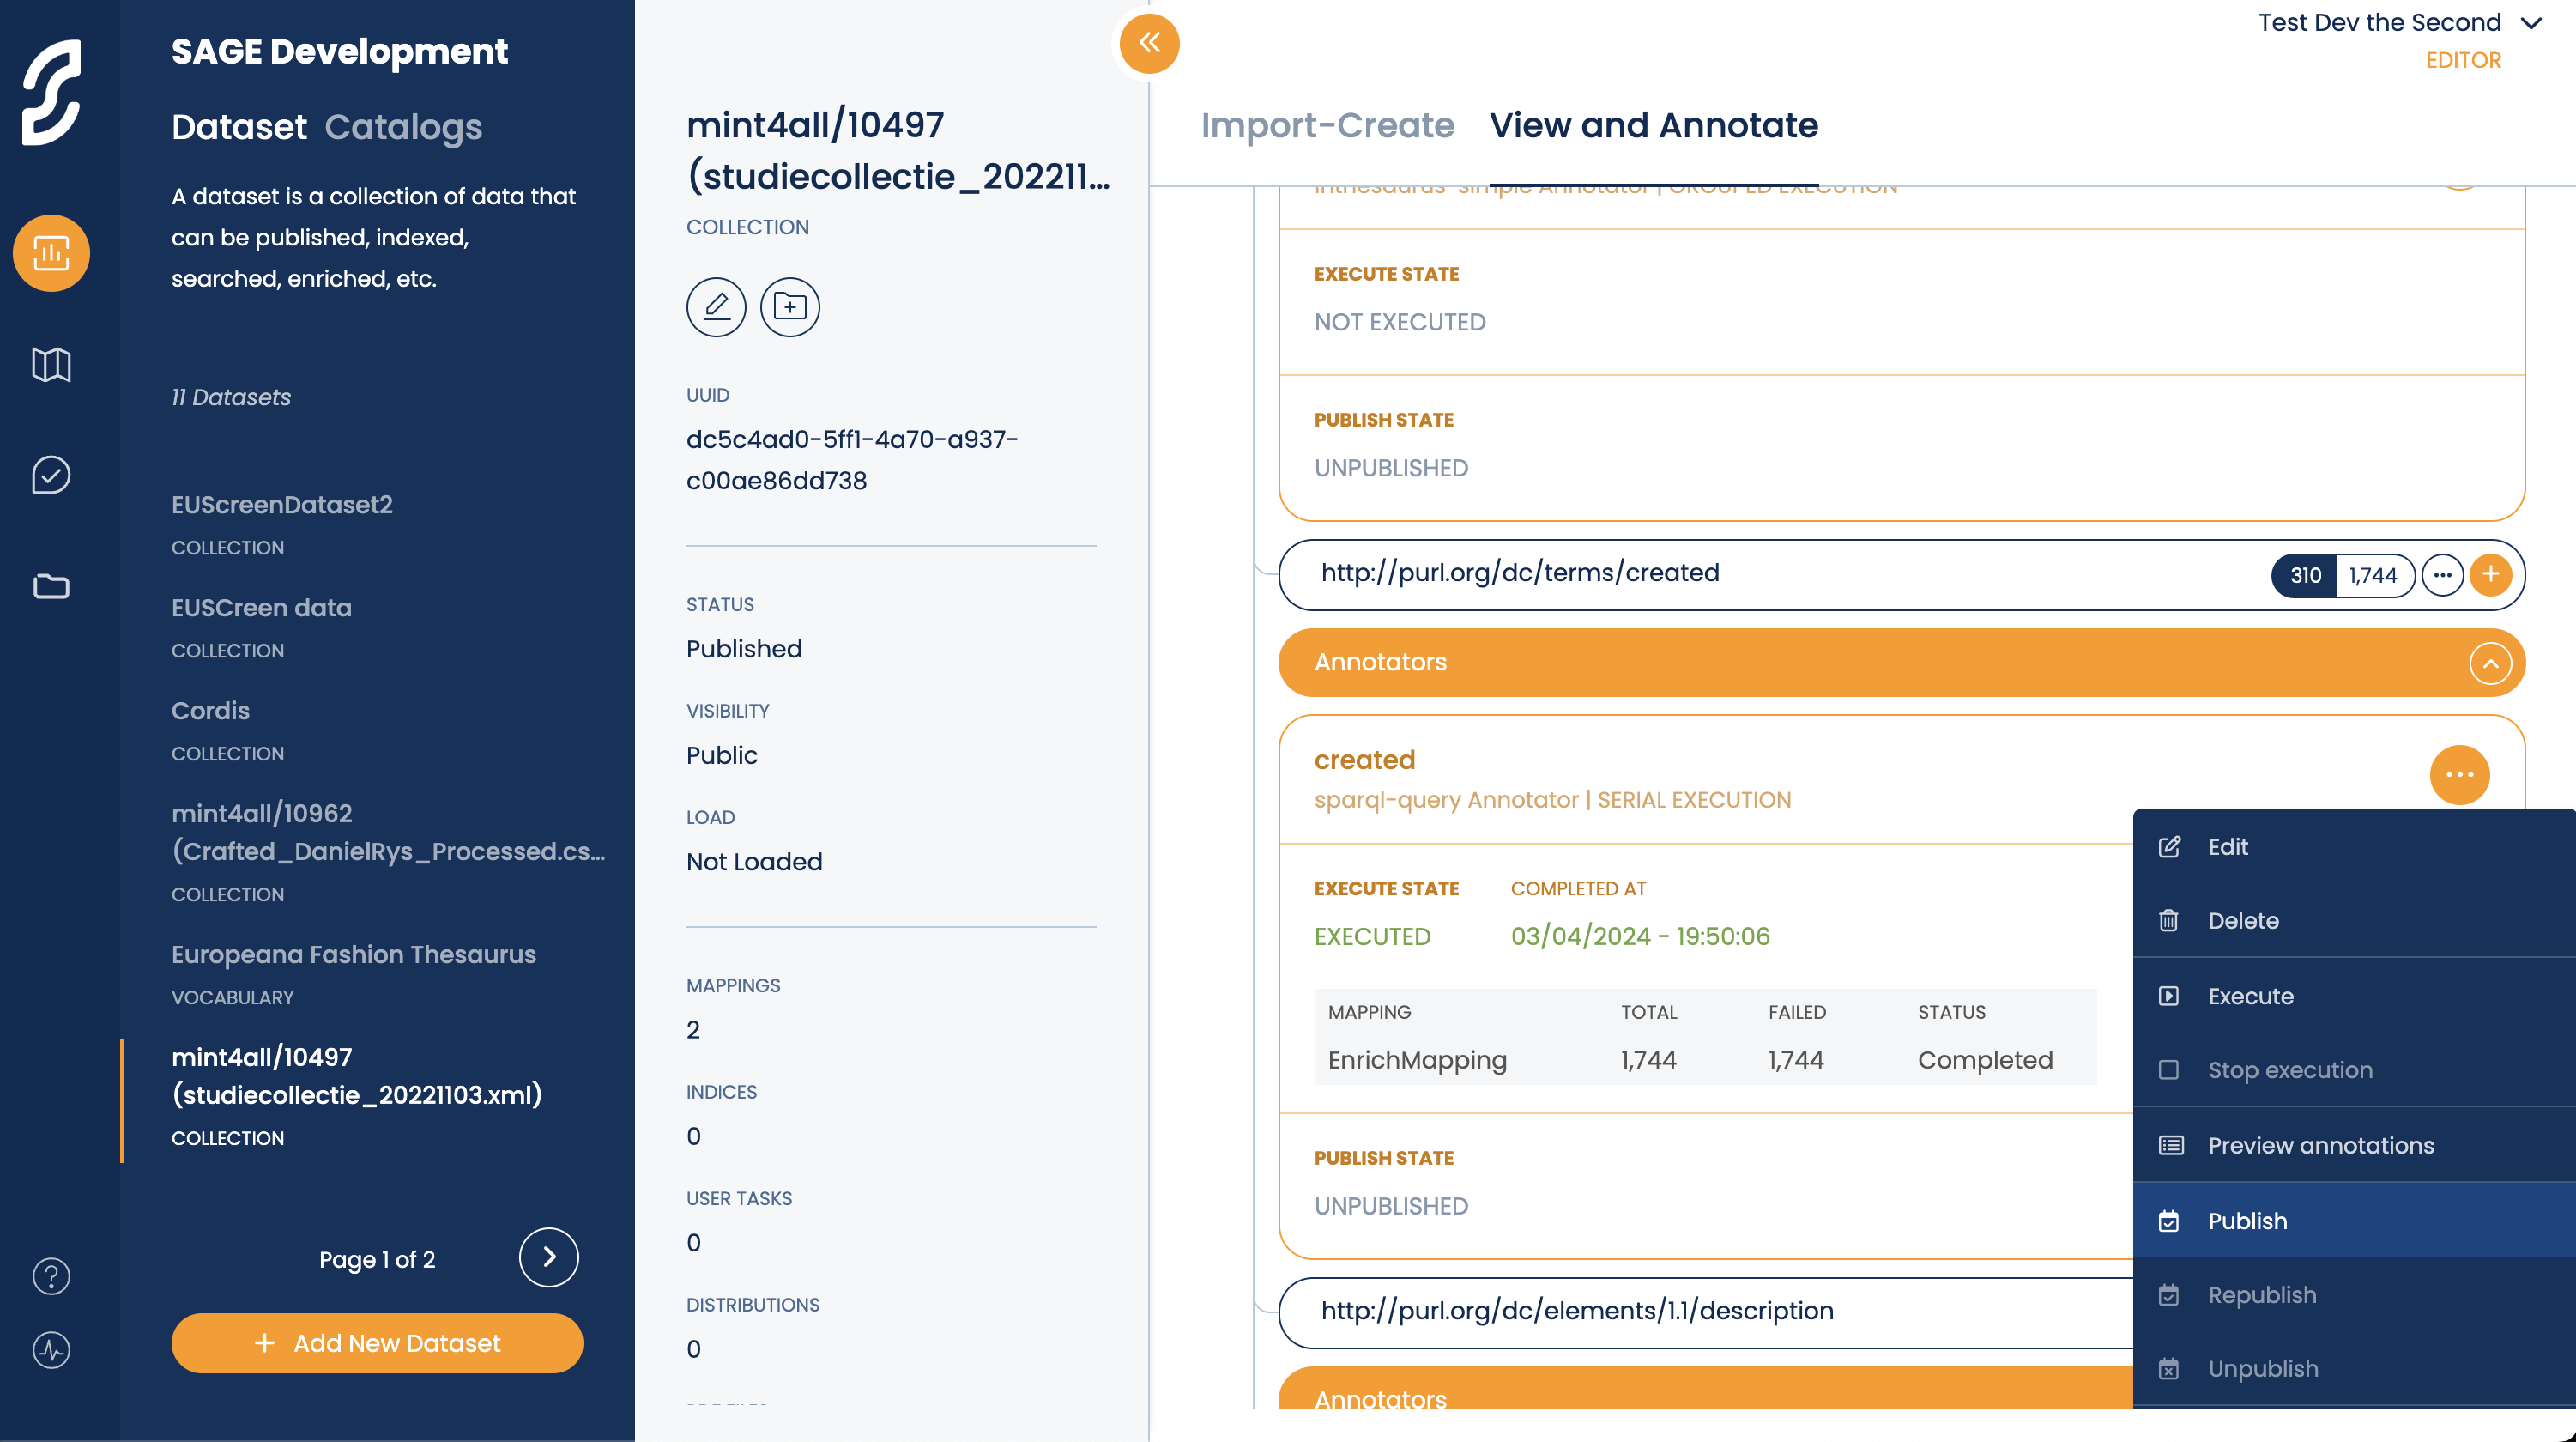 SAGE Development
Dataset Catalogs
A dataset is a collection of data that
can be published, indexed,
searched, enriched, etc.
11 Datasets
EUScreenDataset2
COLLECTION
EUSCreen data
COLLECTION
Cordis
COLLECTION
mint4all/10962
(Crafted_DanielRys_Processed.cs...
COLLECTION
Europeana Fashion Thesaurus
VOCABULARY
mint4all/10497
(studiecollectie_20221103.xml)
COLLECTION
Page 1 of 2
+ Add New Dataset
mint4all/10497
(studiecollectie_202211...
COLLECTION
UUID
dc5c4ad0-5ff1-4a70-a937-
c00ae86dd738
STATUS
Published
VISIBILITY
Public
LOAD
Not Loaded
MAPPINGS
2
INDICES
0
USER TASKS
0
DISTRIBUTIONS
0
Test Dev the Second
EDITOR
Import-Create View and Annotate
simple Annotator | GROUPED EXECUTION
EXECUTE STATE
NOT EXECUTED
PUBLISH STATE
UNPUBLISHED
http://purl.org/dc/terms/created 310 1,744
Annotators
created
sparql-query Annotator | SERIAL EXECUTION
EXECUTE STATE COMPLETED AT
EXECUTED 03/04/2024 - 19:50:06
MAPPING TOTAL FAILED STATUS
EnrichMapping 1,744 1,744 Completed
PUBLISH STATE
UNPUBLISHED
http://purl.org/dc/elements/1.1/description
Annotators
Edit
Delete
Execute
Stop execution
Preview annotations
Publish
Republish
Unpublish